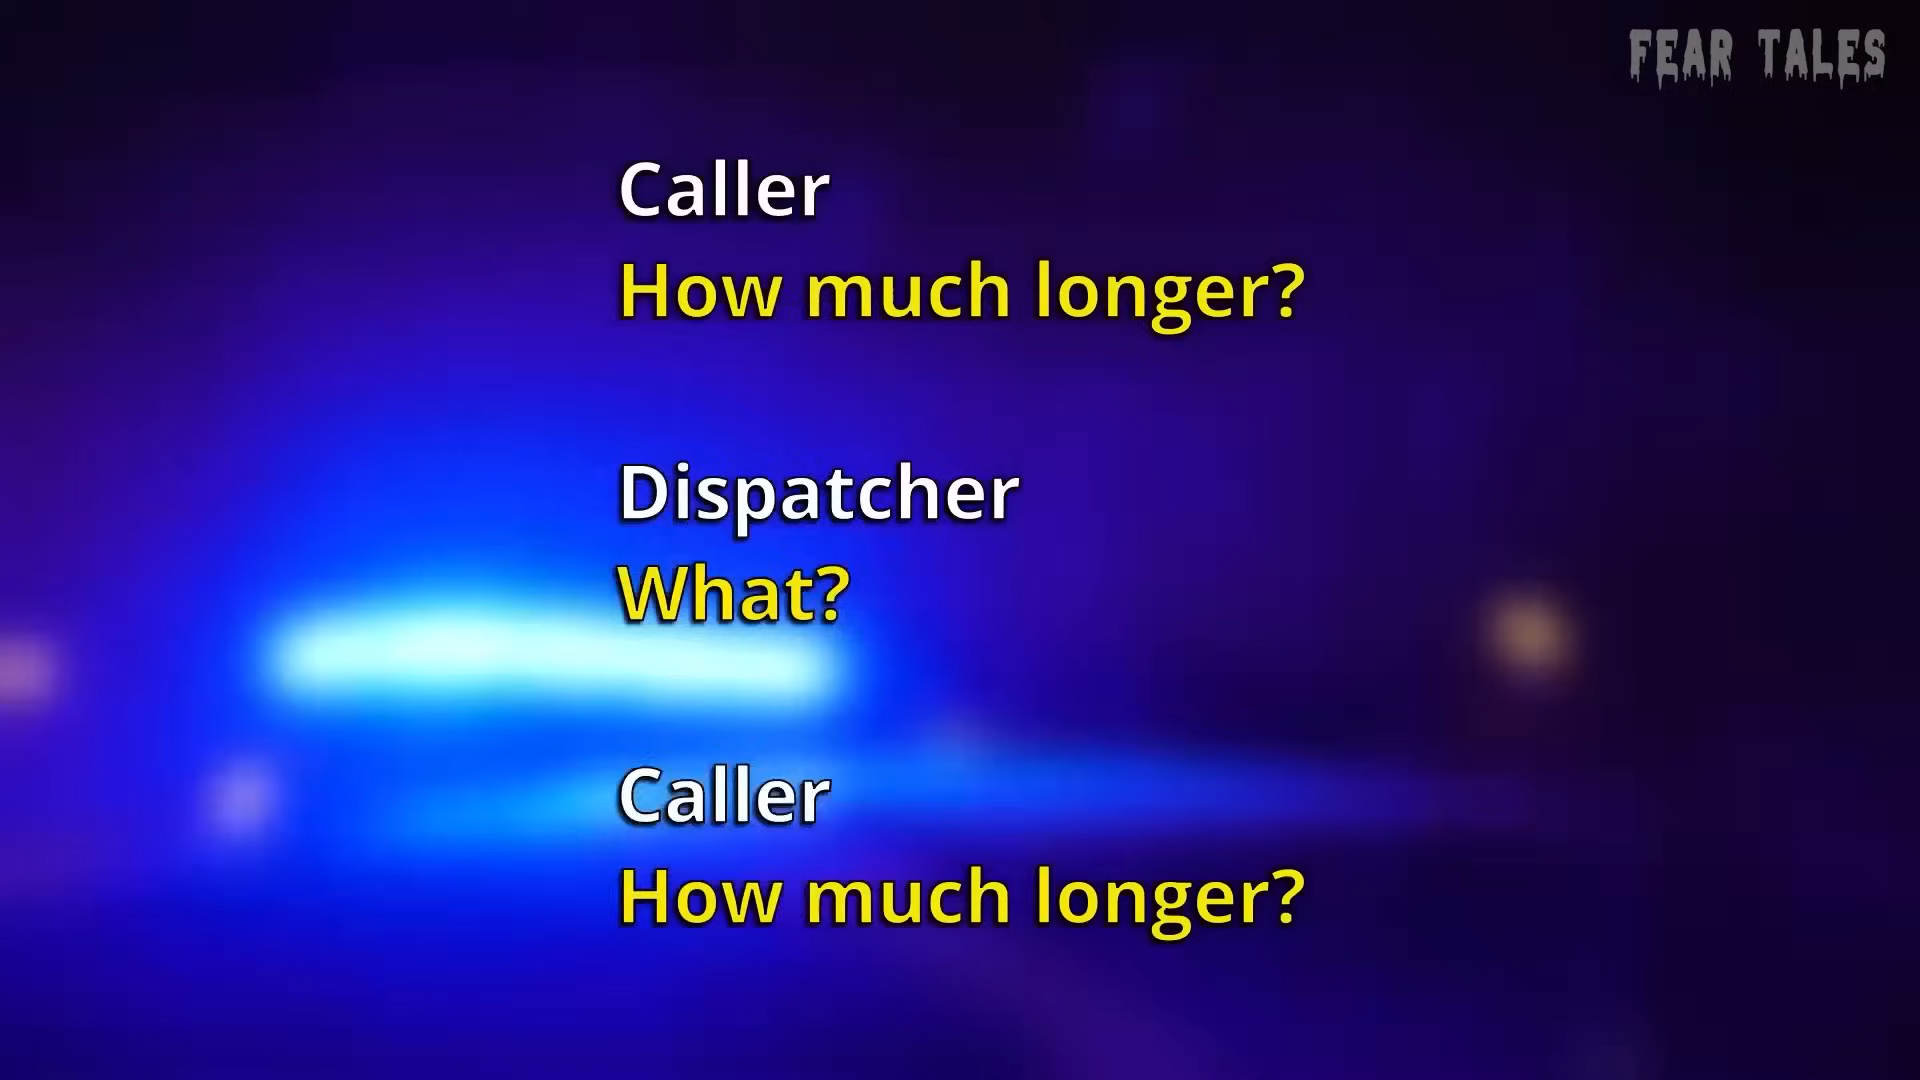 FEAR TALES
Caller
How much longer?
Dispatcher
What?
Caller
How much longer?